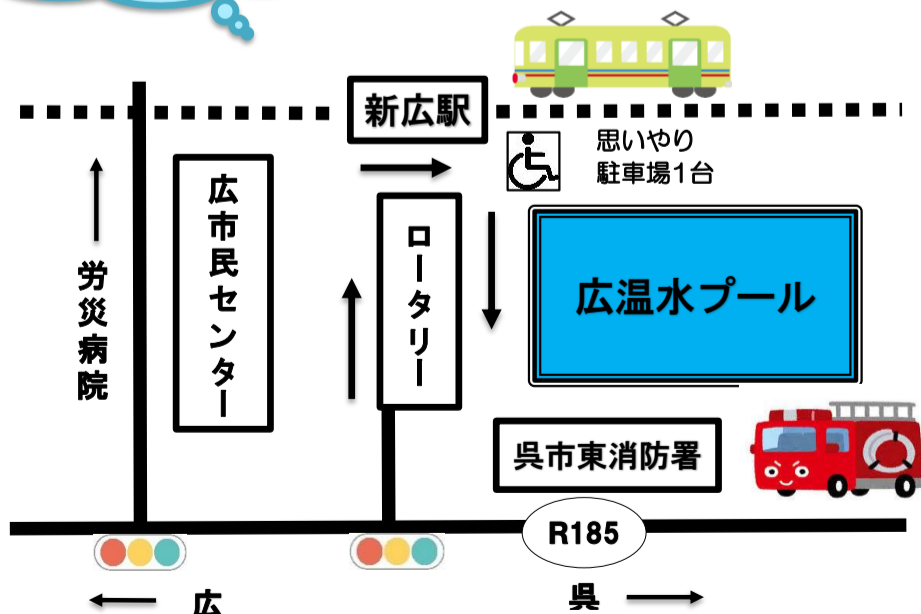 新広駅
思いやり
駐車場1台
広市民センター
ロータリー
労災病院
広温水プール
呉市東消防署
R185
広
呉